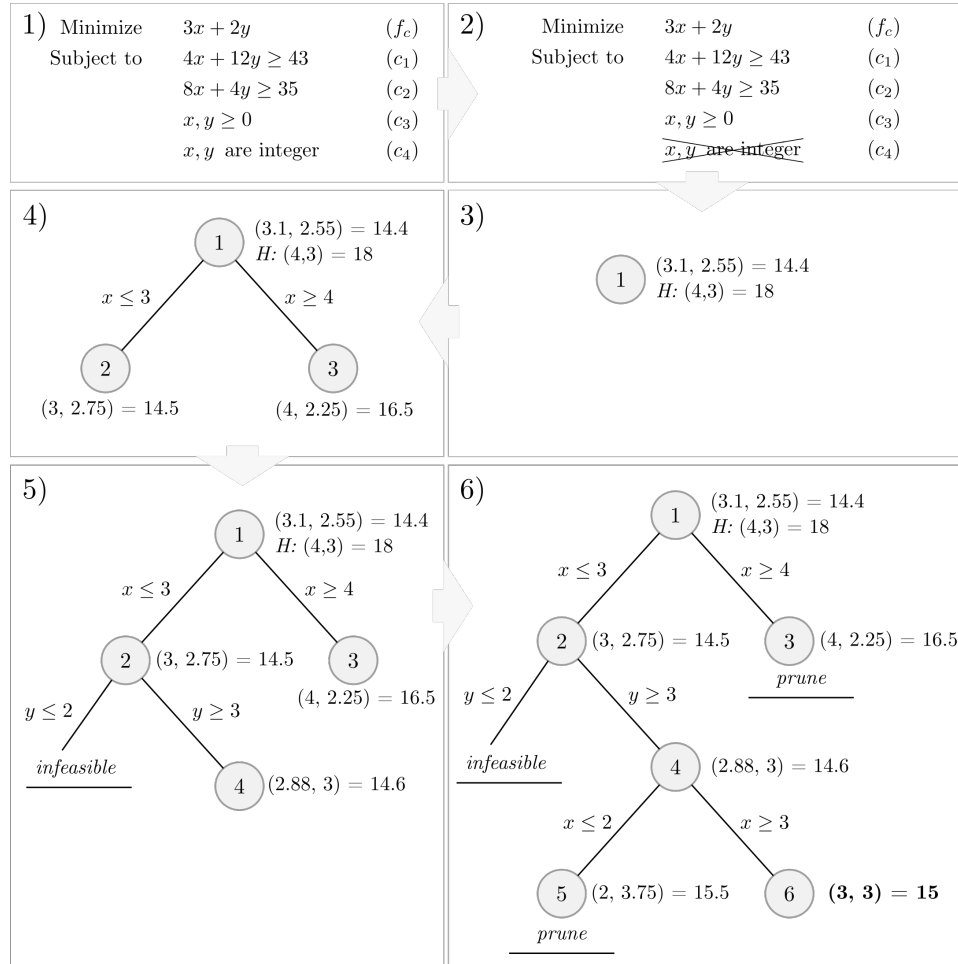 1)
Minimize 3x + 2y (f_c)
Subject to 4x + 12y ≥ 43 (c_1)
8x + 4y ≥ 35 (c_2)
x, y ≥ 0 (c_3)
x, y are integer (c_4)
2)
Minimize 3x + 2y (f_c)
Subject to 4x + 12y ≥ 43 (c_1)
8x + 4y ≥ 35 (c_2)
x, y ≥ 0 (c_3)
x, y are integer (c_4)
3)
1 (3.1, 2.55) = 14.4
H: (4,3) = 18
4)
1 (3.1, 2.55) = 14.4
H: (4,3) = 18
x ≤ 3 x ≥ 4
2 3
(3, 2.75) = 14.5 (4, 2.25) = 16.5
5)
1 (3.1, 2.55) = 14.4
H: (4,3) = 18
x ≤ 3 x ≥ 4
2 (3, 2.75) = 14.5 3
(4, 2.25) = 16.5
y ≤ 2 y ≥ 3
infeasible
4 (2.88, 3) = 14.6
6)
1 (3.1, 2.55) = 14.4
H: (4,3) = 18
x ≤ 3 x ≥ 4
2 (3, 2.75) = 14.5 3 (4, 2.25) = 16.5
prune
y ≤ 2 y ≥ 3
infeasible
4 (2.88, 3) = 14.6
x ≤ 2 x ≥ 3
5 (2, 3.75) = 15.5 6 (3, 3) = 15
prune